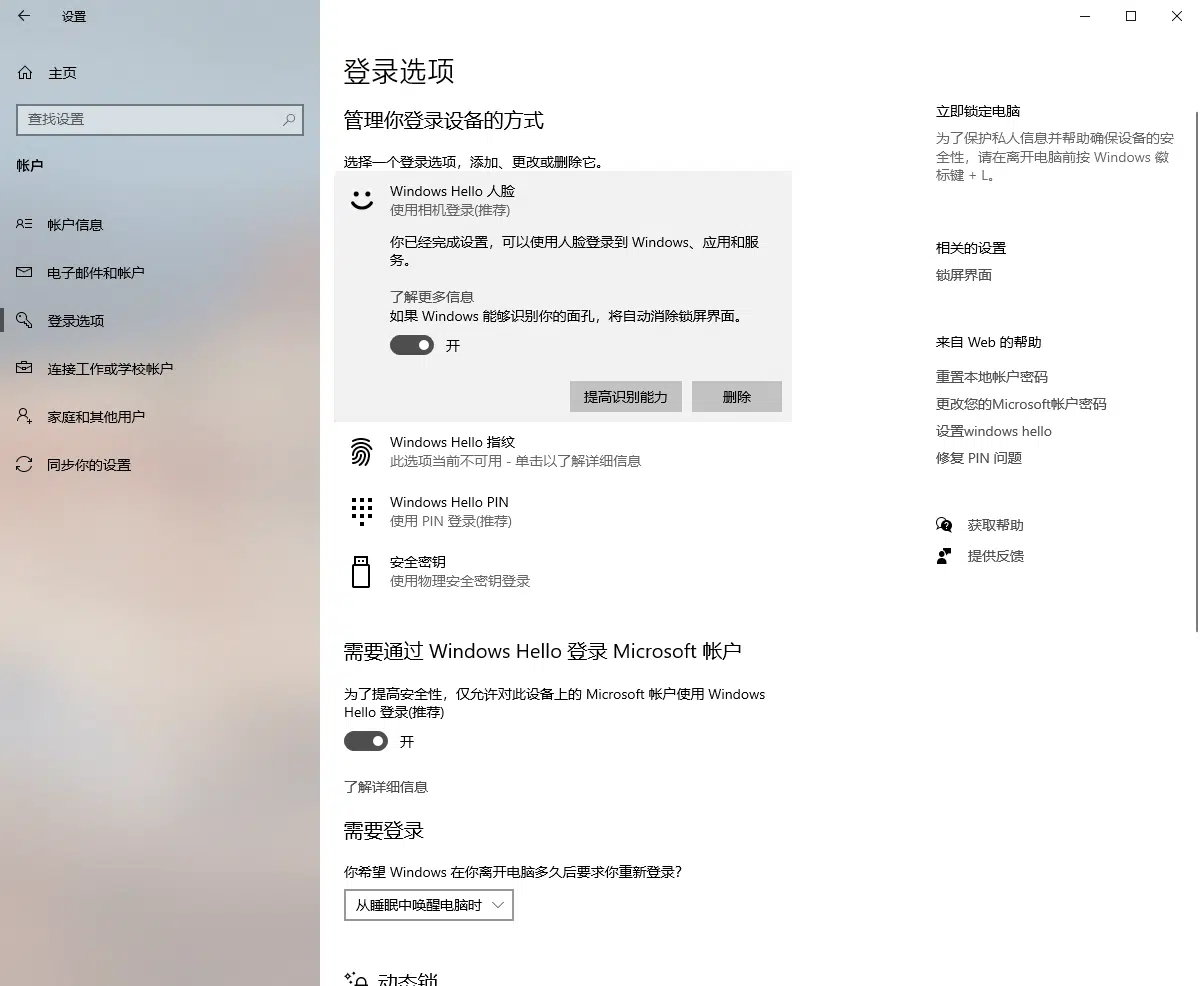 设置
主页
查找设置
帐户
帐户信息
电子邮件和帐户
登录选项
连接工作或学校帐户
家庭和其他用户
同步你的设置
登录选项
管理你登录设备的方式
选择一个登录选项，添加、更改或删除它。
Windows Hello 人脸
使用相机登录(推荐)
你已经完成设置，可以使用人脸登录到 Windows、应用和服
务。
了解更多信息
如果 Windows 能够识别你的面孔，将自动消除锁屏界面。
开
提高识别能力
删除
Windows Hello 指纹
此选项当前不可用 - 单击以了解详细信息
Windows Hello PIN
使用 PIN 登录(推荐)
安全密钥
使用物理安全密钥登录
需要通过 Windows Hello 登录 Microsoft 帐户
为了提高安全性，仅允许对此设备上的 Microsoft 帐户使用 Windows
Hello 登录(推荐)
开
了解详细信息
需要登录
你希望 Windows 在你离开电脑多久后要求你重新登录?
从睡眠中唤醒电脑时
动态锁
立即锁定电脑
为了保护私人信息并帮助确保设备的安
全性，请在离开电脑前按 Windows 徽
标键 + L。
相关的设置
锁屏界面
来自 Web 的帮助
重置本地帐户密码
更改您的Microsoft帐户密码
设置windows hello
修复 PIN 问题
获取帮助
提供反馈